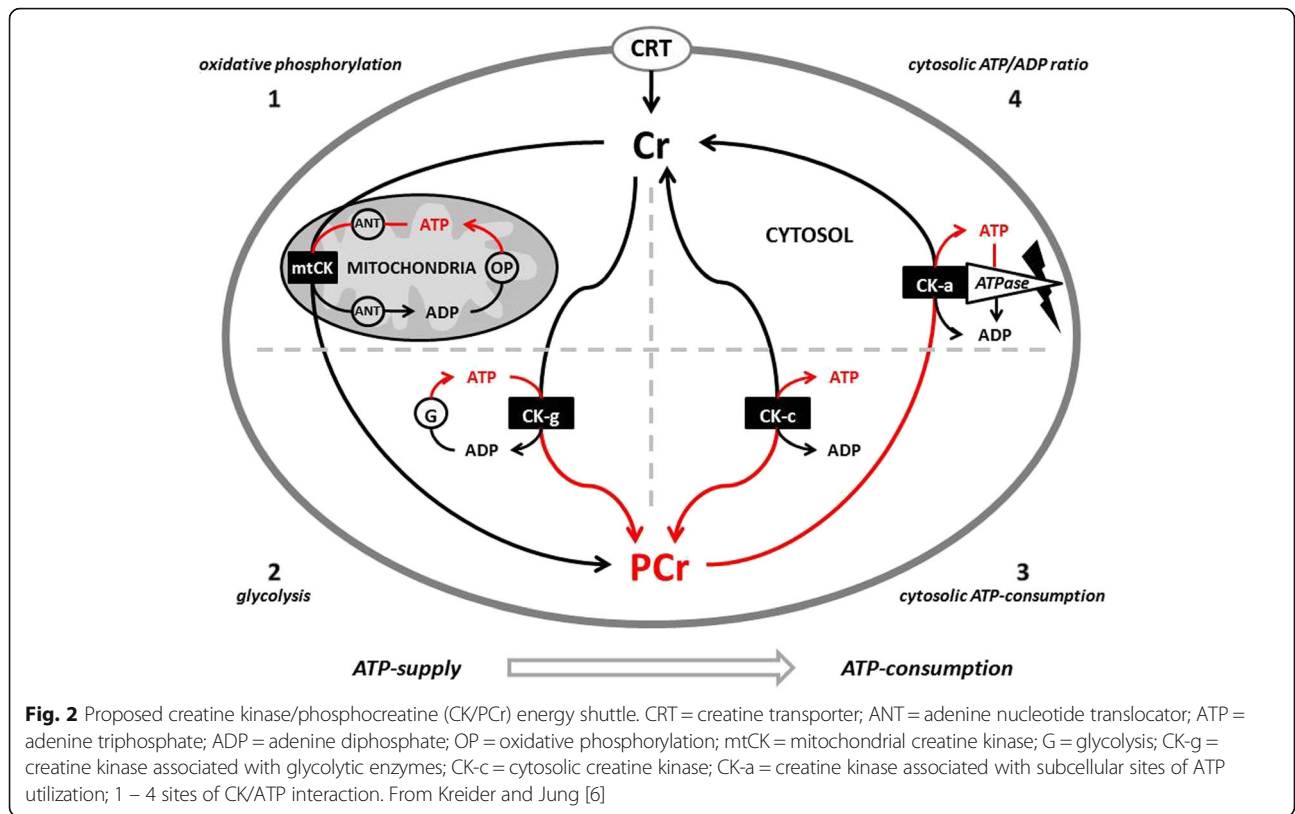 CRT
oxidative phosphorylation
1
cytosolic ATP/ADP ratio
4
Cr
ANT
ATP
CYTOSOL
ATP
mtCK
MITOCHONDRIA
OP
CK-a
ATPase
ANT
ADP
ADP
ATP
ATP
G
CK-g
CK-c
ADP
ADP
PCr
2
glycolysis
3
cytosolic ATP-consumption
ATP-supply
ATP-consumption
Fig. 2 Proposed creatine kinase/phosphocreatine (CK/PCr) energy shuttle. CRT = creatine transporter; ANT = adenine nucleotide translocator; ATP =
adenine triphosphate; ADP = adenine diphosphate; OP = oxidative phosphorylation; mtCK = mitochondrial creatine kinase; G = glycolysis; CK-g =
creatine kinase associated with glycolytic enzymes; CK-c = cytosolic creatine kinase; CK-a = creatine kinase associated with subcellular sites of ATP
utilization; 1 – 4 sites of CK/ATP interaction. From Kreider and Jung [6]